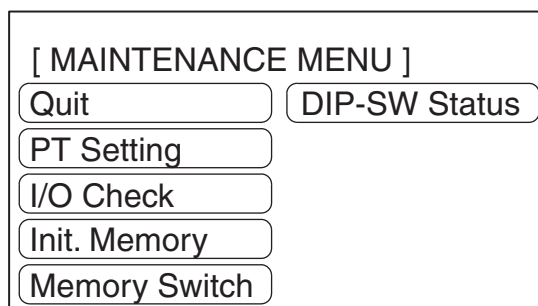 [ MAINTENANCE MENU ]
Quit
DIP-SW Status
PT Setting
I/O Check
Init. Memory
Memory Switch